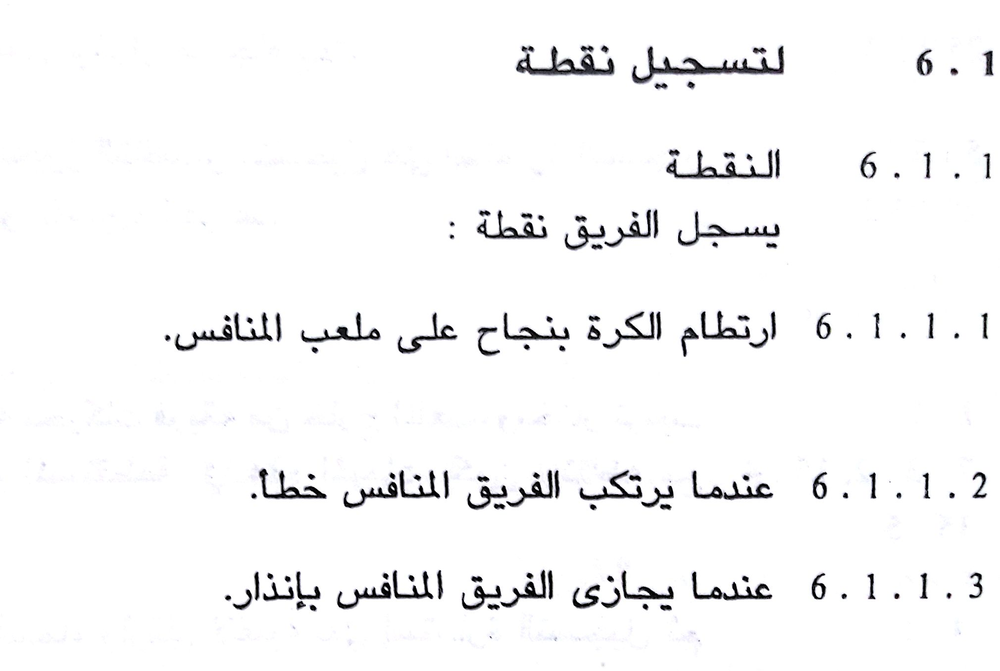 6 . 1 لتسجيل نقطة
6 . 1 . 1 النقطة
يسجل الفريق نقطة :
6 . 1 . 1 . 1 ارتطام الكرة بنجاح على ملعب المنافس.
6 . 1 . 1 . 2 عندما يرتكب الفريق المنافس خطأ.
6 . 1 . 1 . 3 عندما يجازى الفريق المنافس بإنذار.